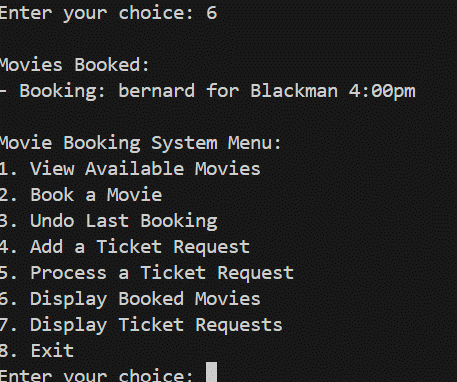 Enter your choice: 6
Movies Booked:
- Booking: bernard for Blackman 4:00pm
Movie Booking System Menu:
1. View Available Movies
2. Book a Movie
3. Undo Last Booking
4. Add a Ticket Request
5. Process a Ticket Request
6. Display Booked Movies
7. Display Ticket Requests
8. Exit
Enter your choice: